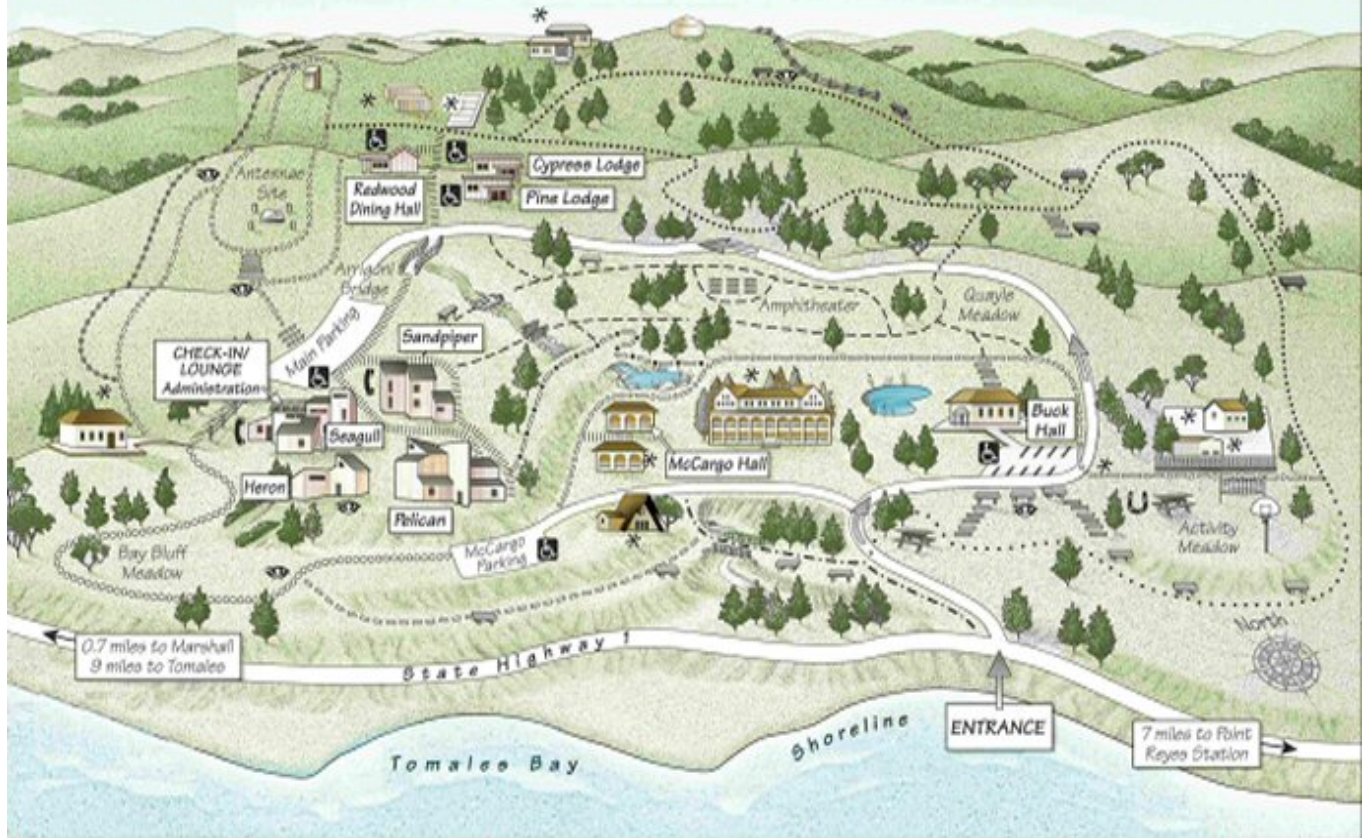 Cypress Lodge
Pine Lodge
Redwood
Dining Hall
Antennae
Site
Arrigoni
Bridge
Main Parking
Amphitheater
Quayle
Meadow
Sandpiper
CHECK-IN/
LOUNGE
Administration
Seagull
Heron
Pelican
McCargo Hall
Buck
Hall
McCargo
Parking
Bay Bluff
Meadow
Activity
Meadow
North
0.7 miles to Marshall
9 miles to Tomales
State Highway 1
ENTRANCE
Shoreline
7 miles to Point
Reyes Station
Tomales Bay